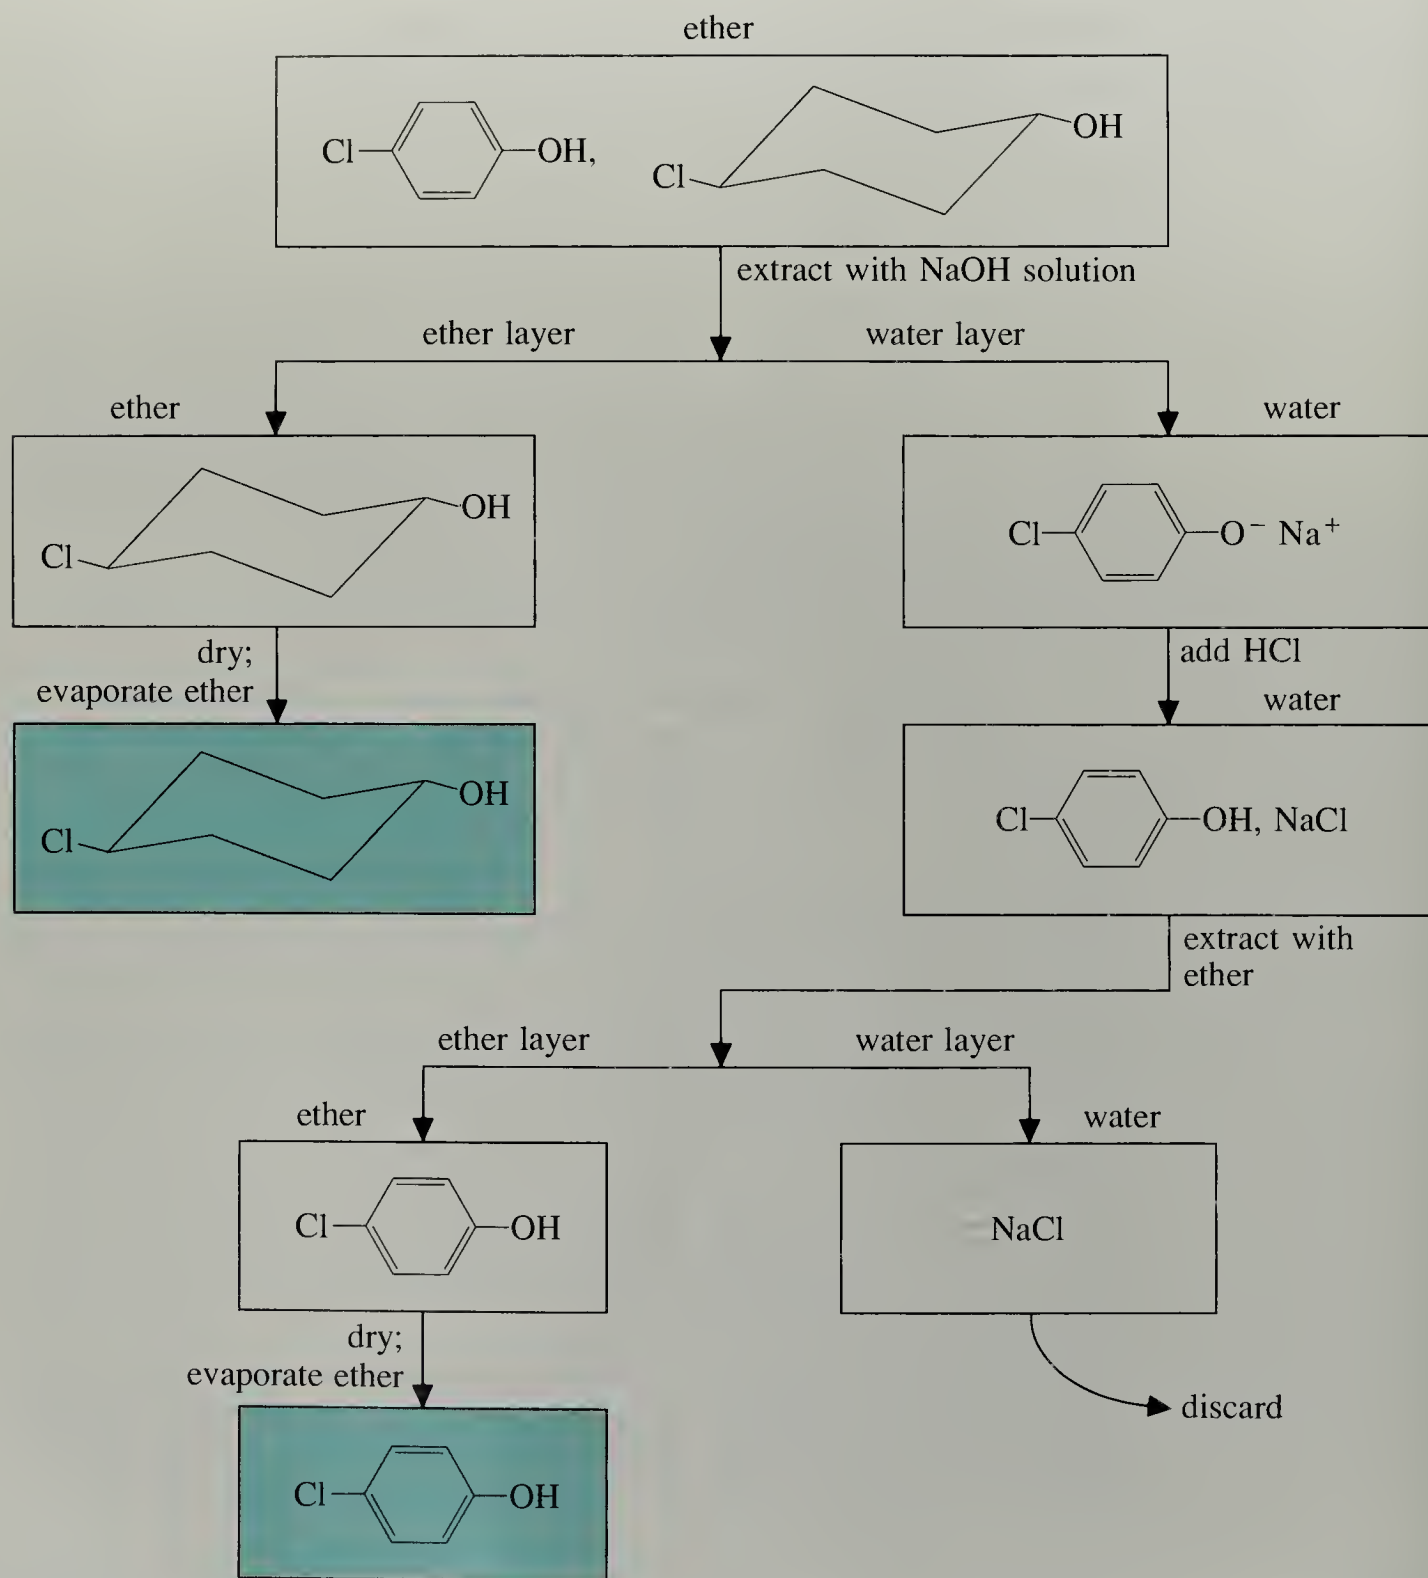 ether
Cl OH,
Cl OH
extract with NaOH solution
ether layer
water layer
ether
water
Cl OH
Cl O⁻ Na⁺
dry;
evaporate ether
add HCl
water
Cl OH
Cl OH, NaCl
extract with
ether
ether layer
water layer
ether
water
Cl OH
NaCl
dry;
evaporate ether
discard
Cl OH